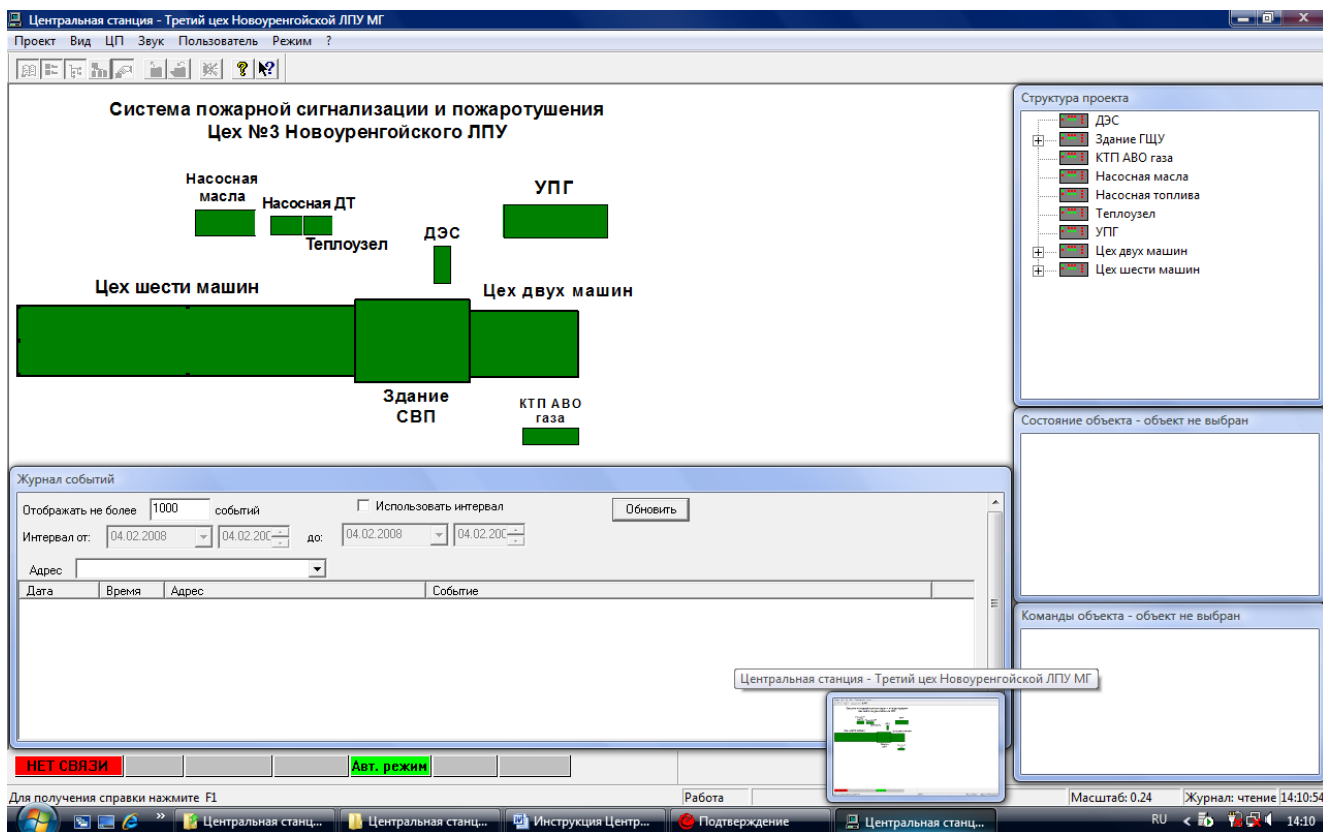 Центральная станция - Третий цех Новоуренгойской ЛПУ МГ
Проект Вид ЦП Звук Пользователь Режим ?
Система пожарной сигнализации и пожаротушения
Цех №3 Новоуренгойского ЛПУ
Насосная
масла
Насосная ДТ
Теплоузел
ДЭС
УПГ
Цех шести машин
Цех двух машин
Здание
СВП
КТП АВО
газа
Структура проекта
ДЭС
Здание ГЩУ
КТП АВО газа
Насосная масла
Насосная топлива
Теплоузел
УПГ
Цех двух машин
Цех шести машин
Состояние объекта - объект не выбран
Команды объекта - объект не выбран
Журнал событий
Отображать не более 1000 событий Использовать интервал Обновить
Интервал от: 04.02.2008 04.02.200 до: 04.02.2008 04.02.200
Адрес
Дата Время Адрес Событие
Центральная станция - Третий цех Новоуренгойской ЛПУ МГ
НЕТ СВЯЗИ Авт. режим
Для получения справки нажмите F1 Работа Масштаб: 0.24 Журнал: чтение 14:10:54
» Центральная станц... Центральная станц... Инструкция Центр... Подтверждение Центральная станц... RU < 14:10